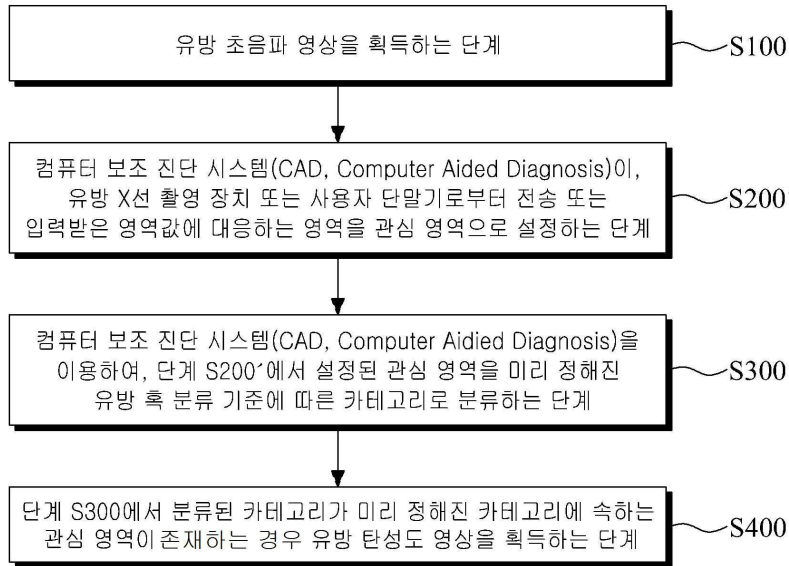 유방 초음파 영상을 획득하는 단계
S100
컴퓨터 보조 진단 시스템(CAD, Computer Aided Diagnosis)이,
유방 X선 촬영 장치 또는 사용자 단말기로부터 전송 또는
입력받은 영역값에 대응하는 영역을 관심 영역으로 설정하는 단계
S200´
컴퓨터 보조 진단 시스템(CAD, Computer Aidied Diagnosis)을
이용하여, 단계 S200´에서 설정된 관심 영역을 미리 정해진
유방 혹 분류 기준에 따른 카테고리로 분류하는 단계
S300
단계 S300에서 분류된 카테고리가 미리 정해진 카테고리에 속하는
관심 영역이 존재하는 경우 유방 탄성도 영상을 획득하는 단계
S400